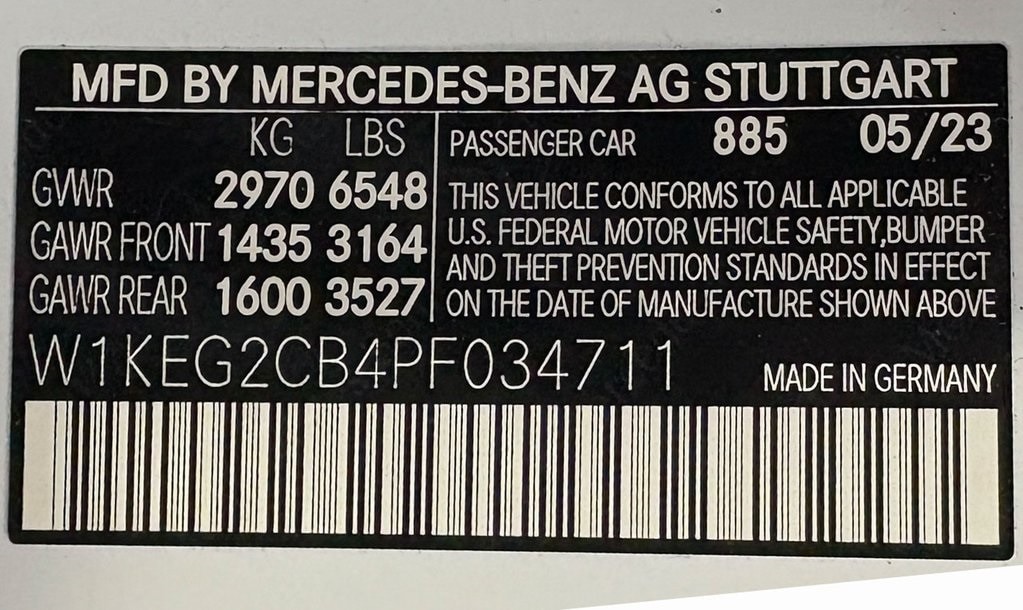 MFD BY MERCEDES-BENZ AG STUTTGART
KG LBS
GVWR 2970 6548
GAWR FRONT 1435 3164
GAWR REAR 1600 3527
PASSENGER CAR 885 05/23
THIS VEHICLE CONFORMS TO ALL APPLICABLE
U.S. FEDERAL MOTOR VEHICLE SAFETY,BUMPER
AND THEFT PREVENTION STANDARDS IN EFFECT
ON THE DATE OF MANUFACTURE SHOWN ABOVE
W1KEG2CB4PF034711
MADE IN GERMANY